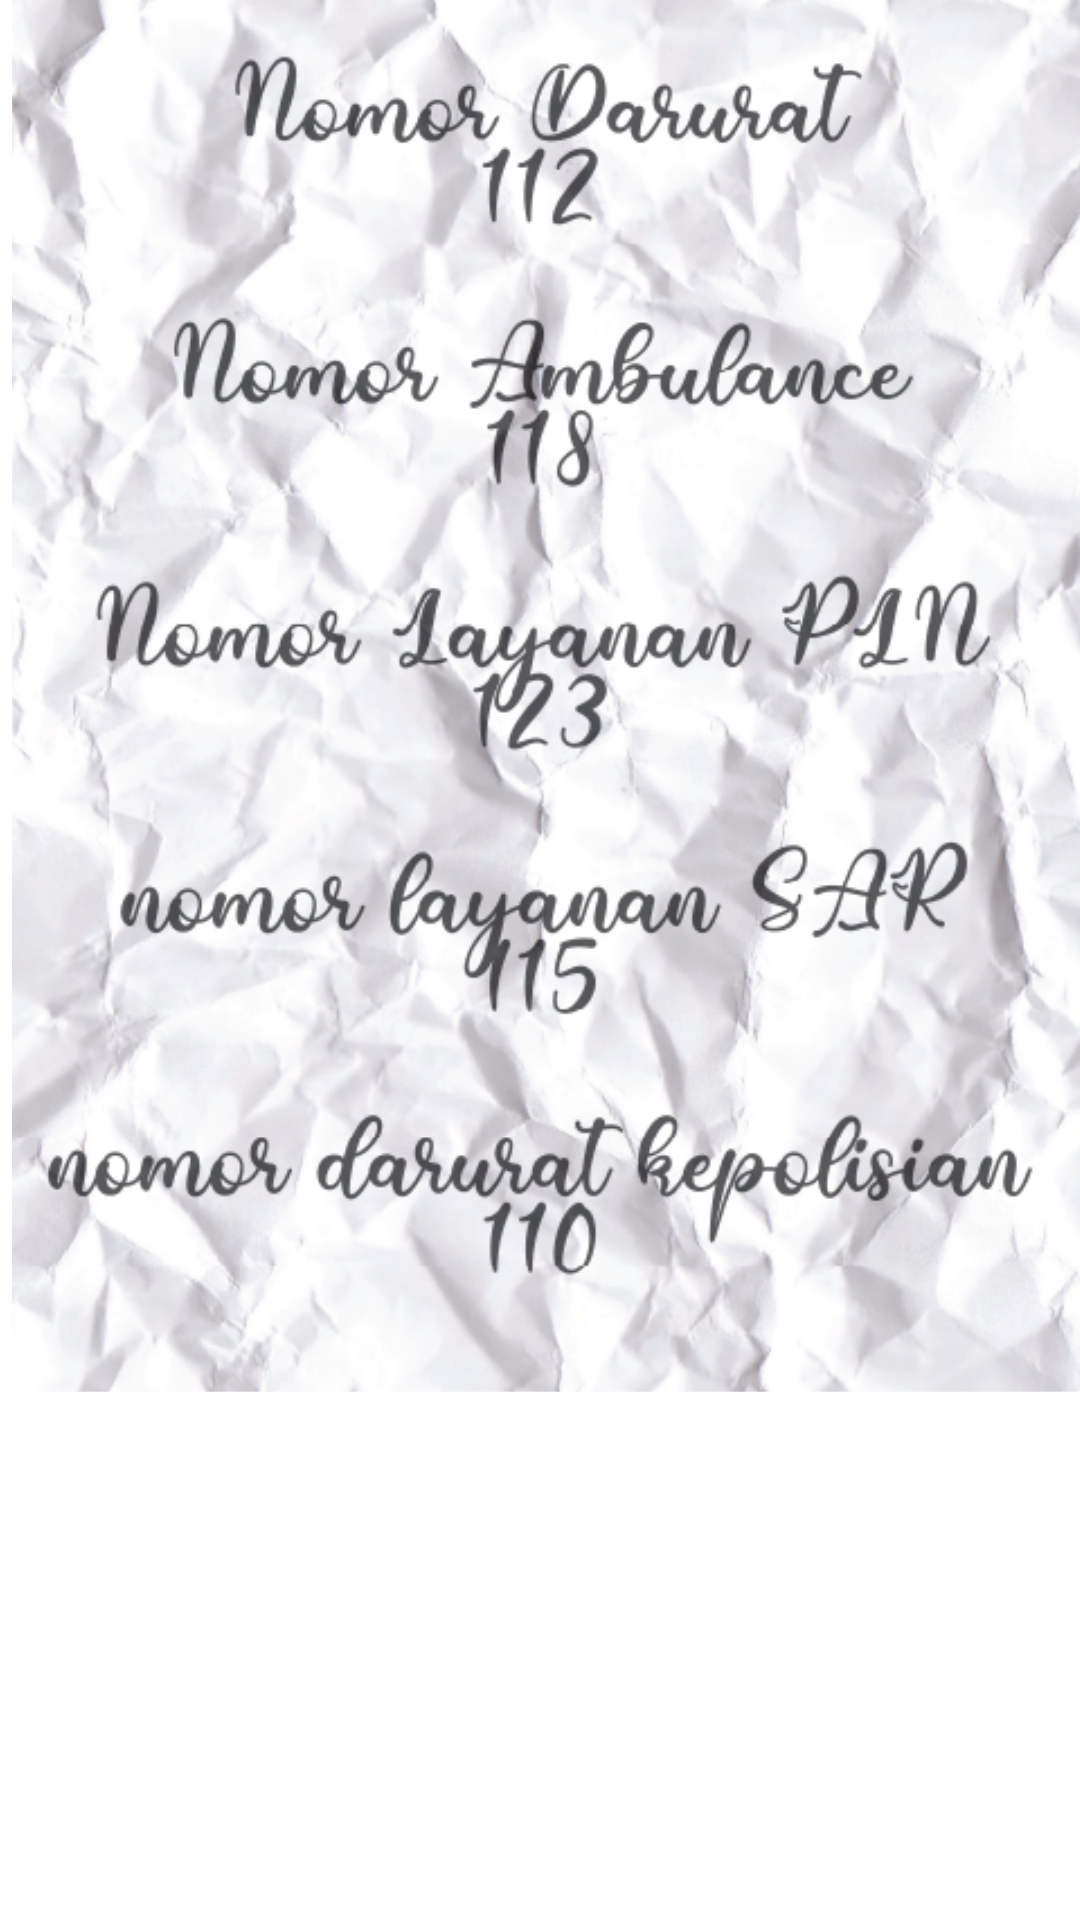 Nomor Darurat
112
Nomor Ambulance
118
Nomor Layanan PLN
123
nomor layanan SAR
115
nomor darurat kepolisian
110